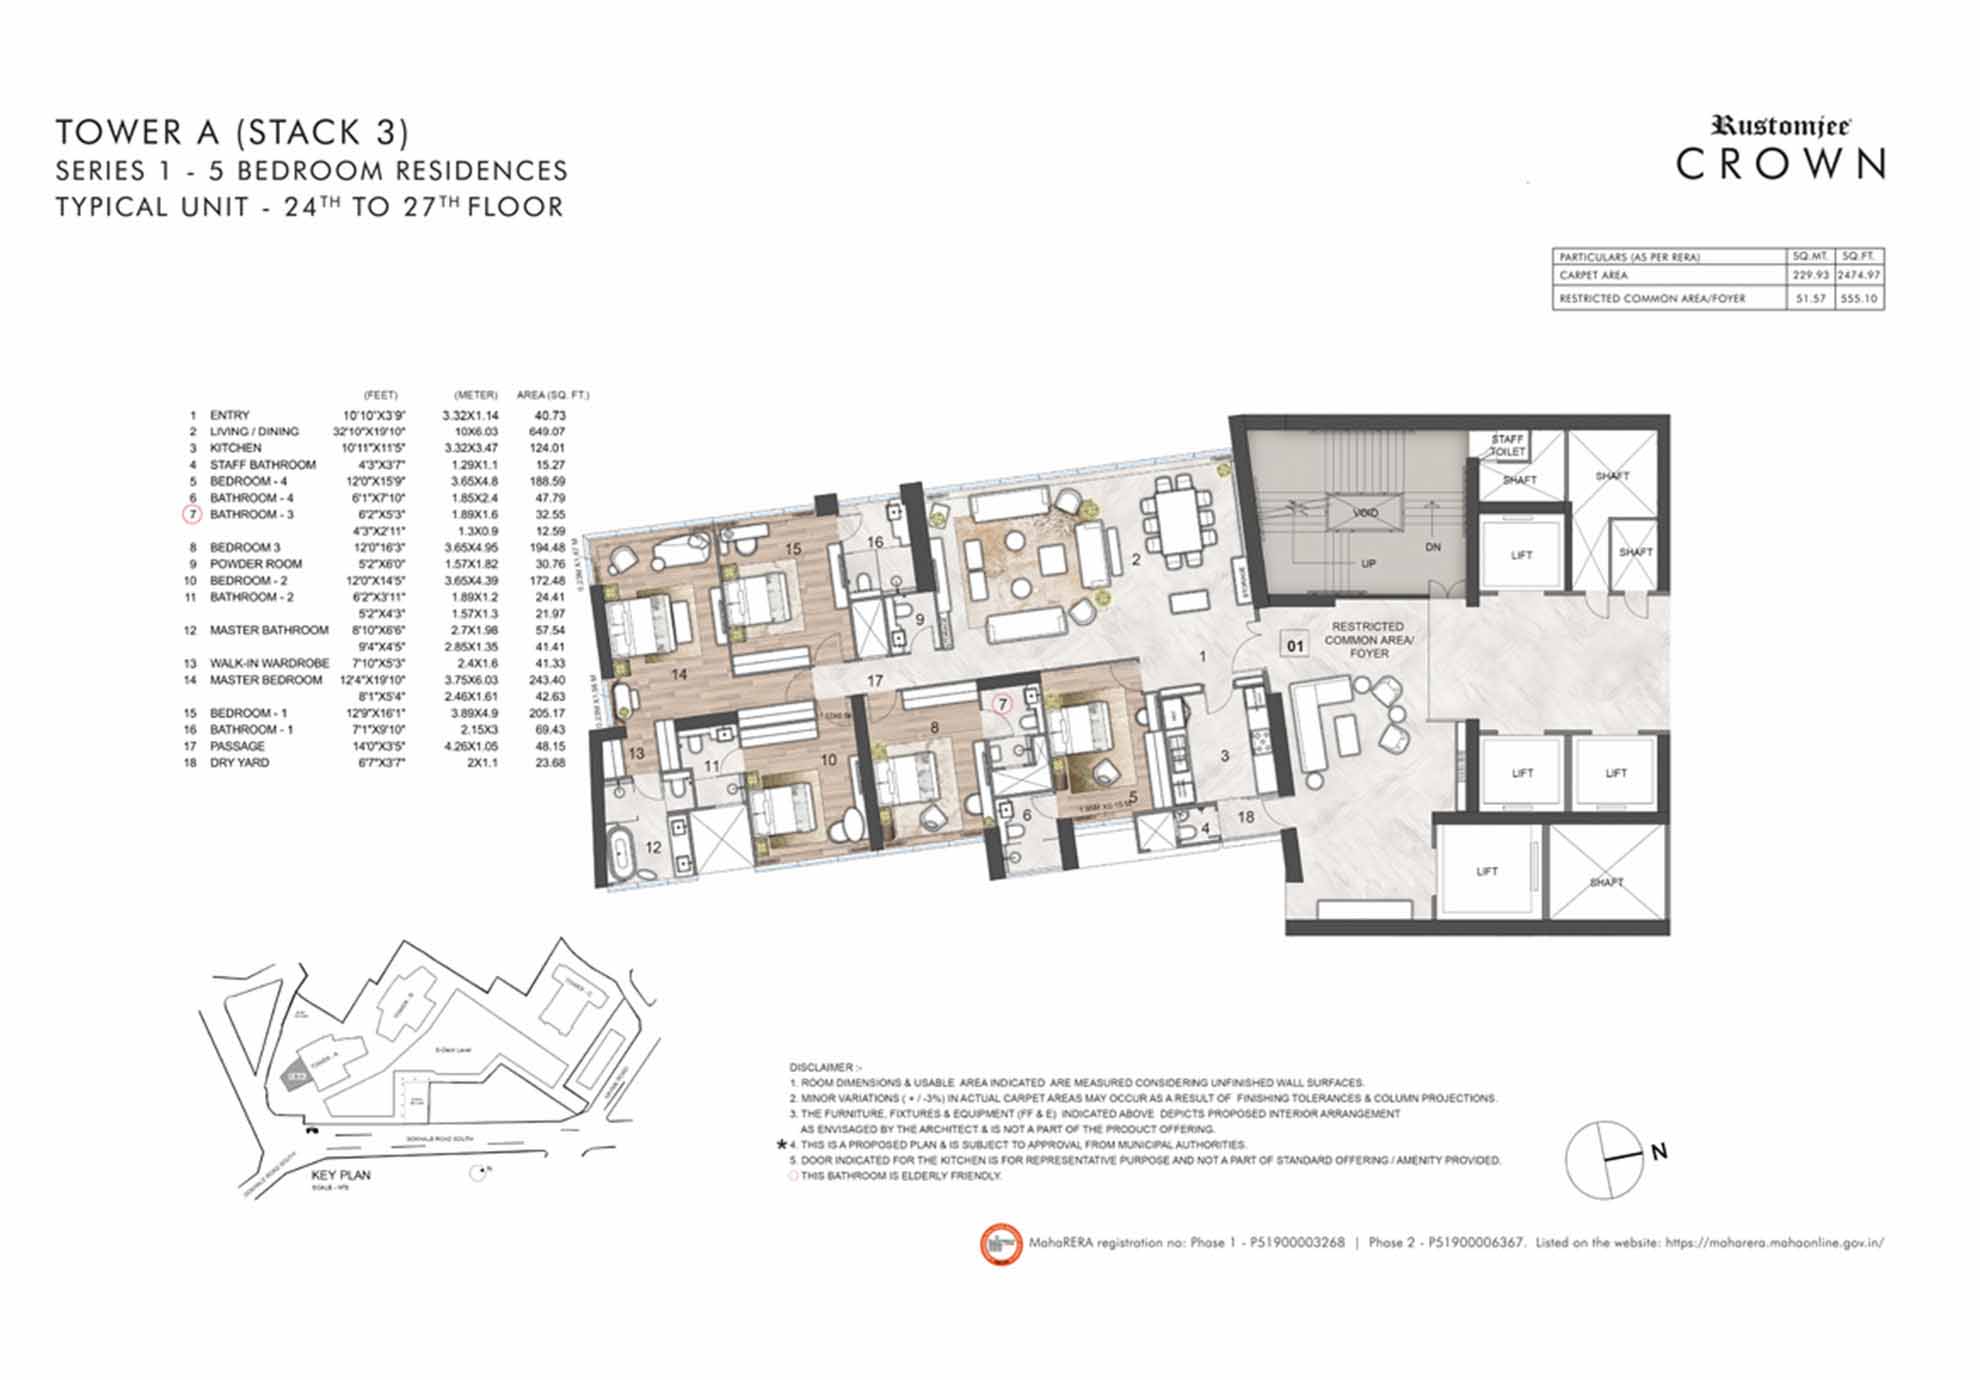 TOWER A (STACK 3)
SERIES 1 - 5 BEDROOM RESIDENCES
TYPICAL UNIT - 24TH TO 27TH FLOOR
Rustomjee
CROWN
PARTICULARS (AS PER RERA) SQ.MT. SQ.FT.
CARPET AREA 229.93 2474.97
RESTRICTED COMMON AREA/FOYER 51.57 555.10
(FEET) (METER) AREA (SQ. FT.)
1 ENTRY 10'10"X3'9" 3.32X1.14 40.73
2 LIVING / DINING 32'10"X19'10" 10X6.03 649.07
3 KITCHEN 10'11"X11'5" 3.32X3.47 124.01
4 STAFF BATHROOM 4'3"X3'7" 1.29X1.1 15.27
5 BEDROOM - 4 12'0"X15'9" 3.65X4.8 188.59
6 BATHROOM - 4 6'1"X7'10" 1.85X2.4 47.79
7 BATHROOM - 3 6'2"X5'3" 1.89X1.6 32.55
4'3"X2'11" 1.3X0.9 12.59
8 BEDROOM 3 12'0"16'3" 3.65X4.95 194.48
9 POWDER ROOM 5'2"X6'0" 1.57X1.82 30.76
10 BEDROOM - 2 12'0"X14'5" 3.65X4.39 172.48
11 BATHROOM - 2 6'2"X3'11" 1.89X1.2 24.41
5'2"X4'3" 1.57X1.3 21.97
12 MASTER BATHROOM 8'10"X6'6" 2.7X1.98 57.54
9'4"X4'5" 2.85X1.35 41.41
13 WALK-IN WARDROBE 7'10"X5'3" 2.4X1.6 41.33
14 MASTER BEDROOM 12'4"X19'10" 3.75X6.03 243.40
8'1"X5'4" 2.46X1.61 42.63
15 BEDROOM - 1 12'9"X16'1" 3.89X4.9 205.17
16 BATHROOM - 1 7'1"X9'10" 2.15X3 69.43
17 PASSAGE 14'0"X3'5" 4.26X1.05 48.15
18 DRY YARD 6'7"X3'7" 2X1.1 23.68
STAFF
TOILET
SHAFT
SHAFT
SHAFT
VOID
DN
UP
LIFT
15
16
2
STORAGE
9
14
17
1
01
RESTRICTED
COMMON AREA/
FOYER
7
8
13
11
10
3
5
6
4
18
12
LIFT
LIFT
LIFT
SHAFT
TOWER - A
TOWER - B
TOWER - C
E-Deck Level
GOKHALE ROAD SOUTH
GOKHALE ROAD SOUTH
KEY PLAN
SCALE - NTS
N
DISCLAIMER :-
1. ROOM DIMENSIONS & USABLE AREA INDICATED ARE MEASURED CONSIDERING UNFINISHED WALL SURFACES.
2. MINOR VARIATIONS ( + / -3%) IN ACTUAL CARPET AREAS MAY OCCUR AS A RESULT OF FINISHING TOLERANCES & COLUMN PROJECTIONS.
3. THE FURNITURE, FIXTURES & EQUIPMENT (FF & E) INDICATED ABOVE DEPICTS PROPOSED INTERIOR ARRANGEMENT
AS ENVISAGED BY THE ARCHITECT & IS NOT A PART OF THE PRODUCT OFFERING.
★ 4. THIS IS A PROPOSED PLAN & IS SUBJECT TO APPROVAL FROM MUNICIPAL AUTHORITIES.
5. DOOR INDICATED FOR THE KITCHEN IS FOR REPRESENTATIVE PURPOSE AND NOT A PART OF STANDARD OFFERING / AMENITY PROVIDED.
THIS BATHROOM IS ELDERLY FRIENDLY.
N
MahaRERA registration no: Phase 1 - P51900003268 | Phase 2 - P51900006367. Listed on the website: https://maharera.mahaonline.gov.in/